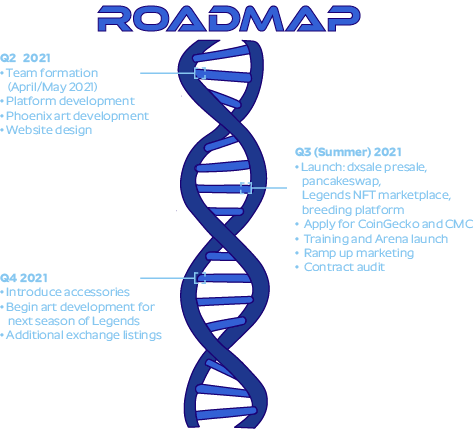 ROADMAP
Q2 2021
• Team formation
(April/May 2021)
• Platform development
• Phoenix art development
• Website design
Q3 (Summer) 2021
• Launch: dxsale presale,
pancakeswap,
Legends NFT marketplace,
breeding platform
• Apply for CoinGecko and CMC
• Training and Arena launch
• Ramp up marketing
• Contract audit
Q4 2021
• Introduce accessories
• Begin art development for
next season of Legends
• Additional exchange listings